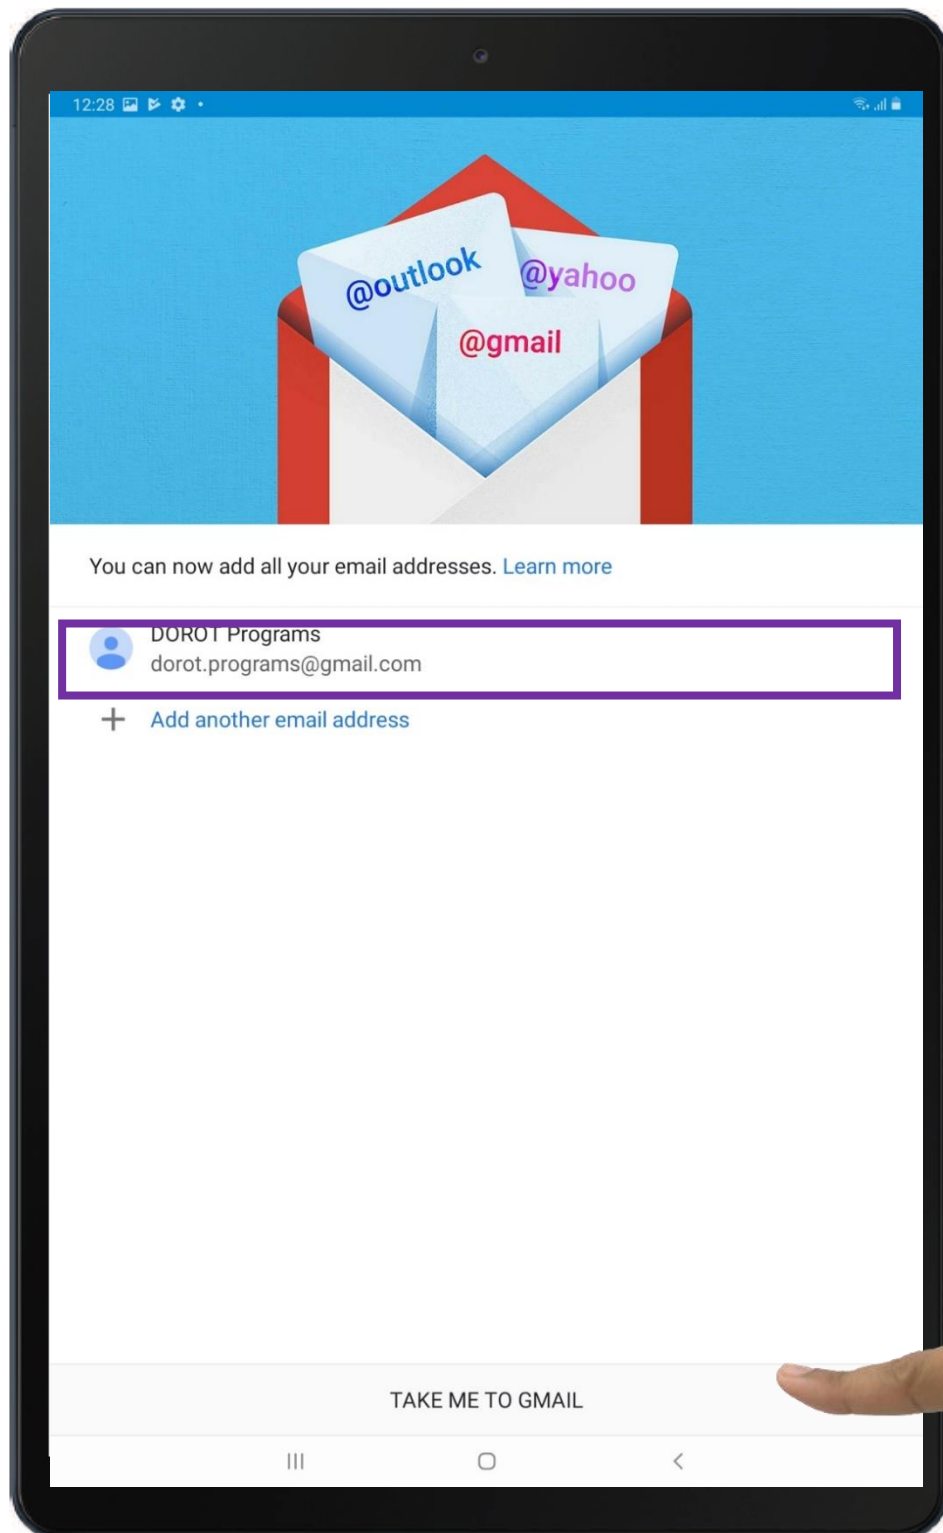 12:28
@outlook
@yahoo
@gmail
You can now add all your email addresses. Learn more
DOROT Programs
dorot.programs@gmail.com
+ Add another email address
TAKE ME TO GMAIL